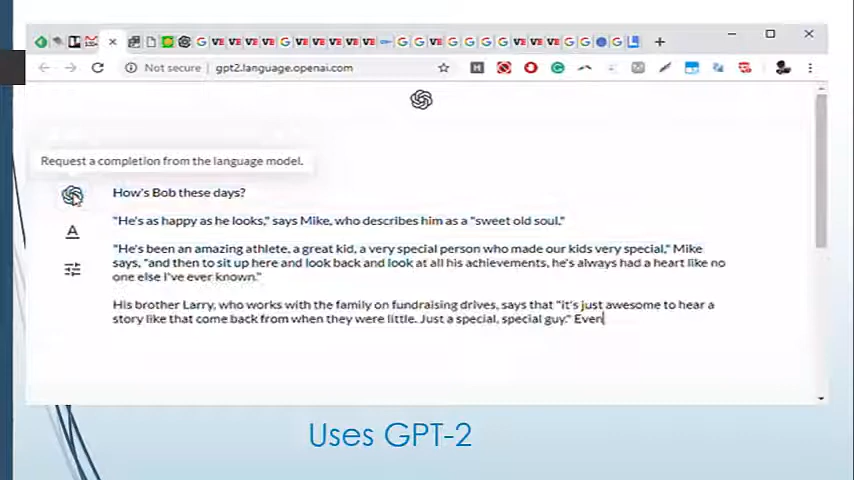 Not secure | gpt2.language.openai.com
Request a completion from the language model.
How's Bob these days?
"He's as happy as he looks," says Mike, who describes him as a "sweet old soul."
"He's been an amazing athlete, a great kid, a very special person who made our kids very special," Mike
says, "and then to sit up here and look back and look at all his achievements, he's always had a heart like no
one else I've ever known."
His brother Larry, who works with the family on fundraising drives, says that "it's just awesome to hear a
story like that come back from when they were little. Just a special, special guy." Even
Uses GPT-2